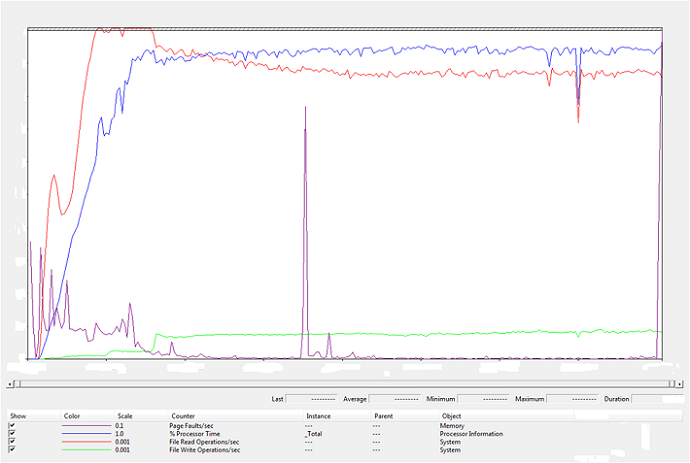 Last --------- Average --------- Minimum --------- Maximum --------- Duration
Show Color Scale Counter Instance Parent Object
0.1 Page Faults/sec --- --- Memory
1.0 % Processor Time _Total --- Processor Information
0.001 File Read Operations/sec --- --- System
0.001 File Write Operations/sec --- --- System